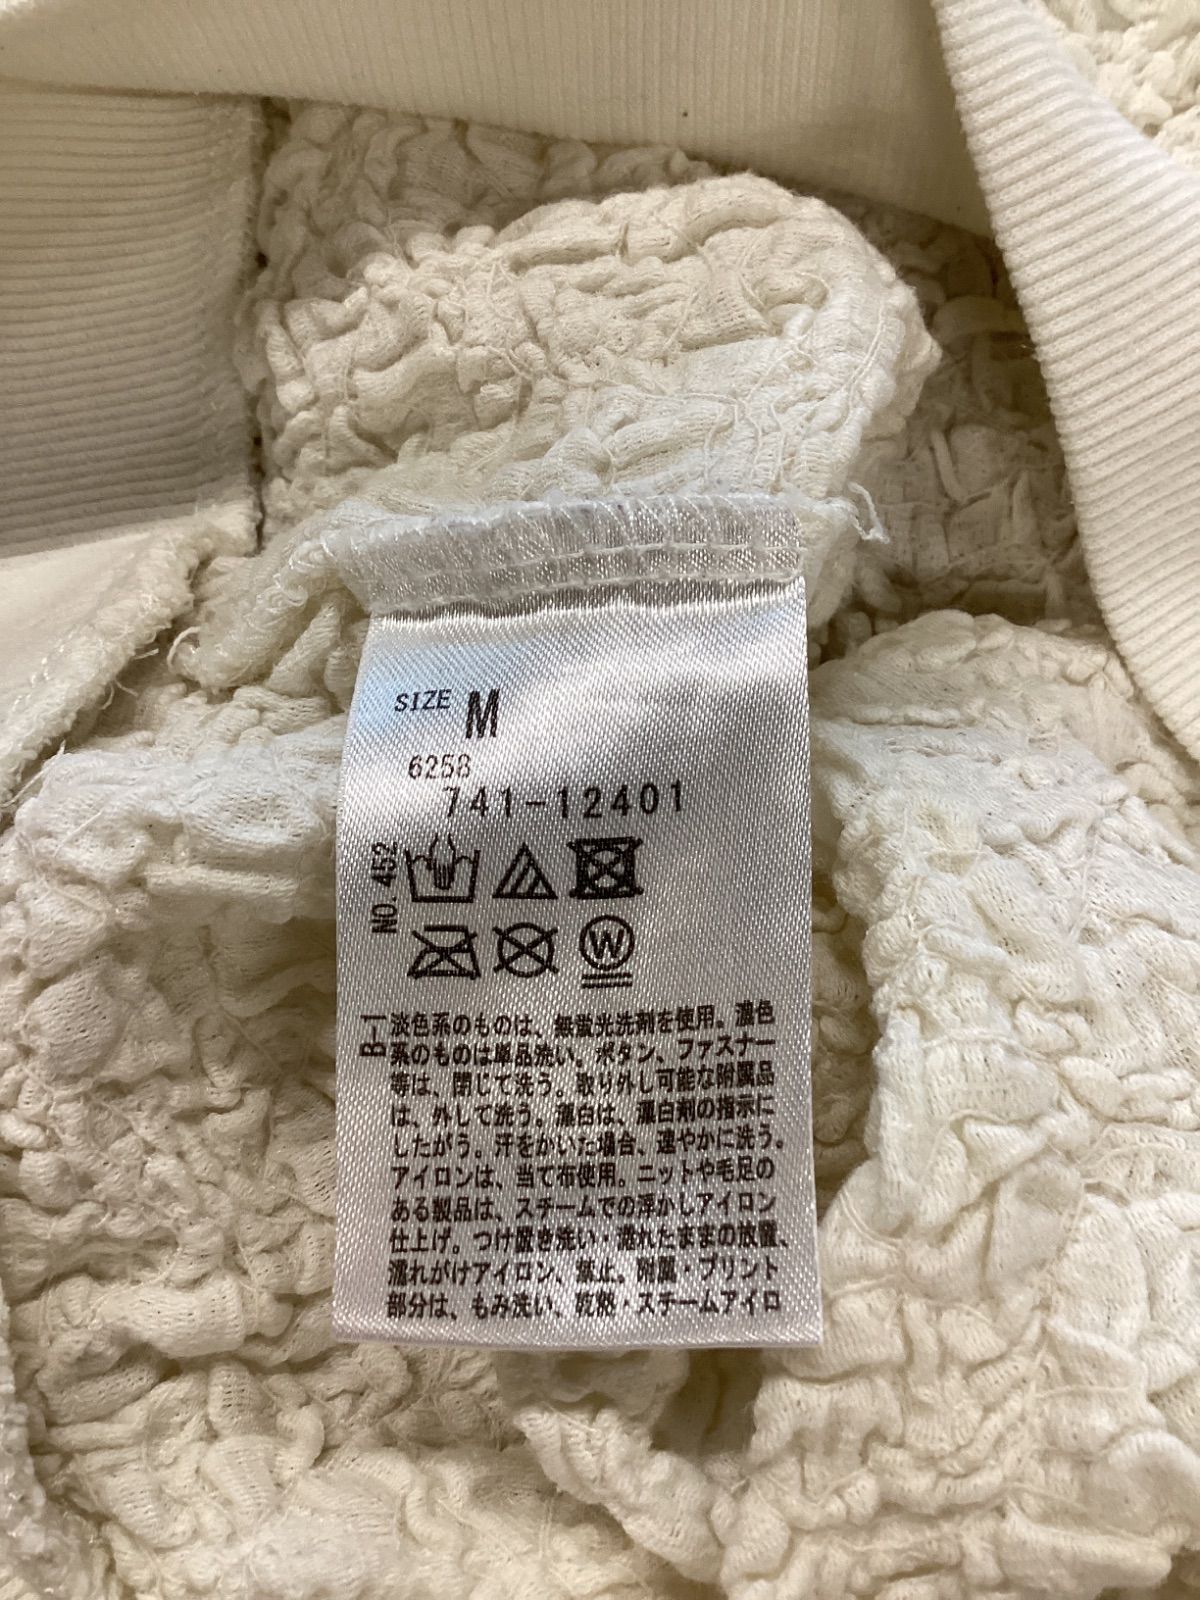 SIZE M
6258
741-12401
NO. 452
W
B-1
淡色系のものは、無蛍光洗剤を使用。濃色
系のものは単品洗い。ボタン、ファスナー
等は、閉じて洗う。取り外し可能な附属品
は、外して洗う。漂白は、漂白剤の指示に
したがう。汗をかいた場合、速やかに洗う。
アイロンは、当て布使用。ニットや毛足の
ある製品は、スチームでの浮かしアイロン
仕上げ。つけ置き洗い・濡れたままの放置、
濡れがけアイロン、禁止。附属・プリント
部分は、もみ洗い、乾熱・スチームアイロ